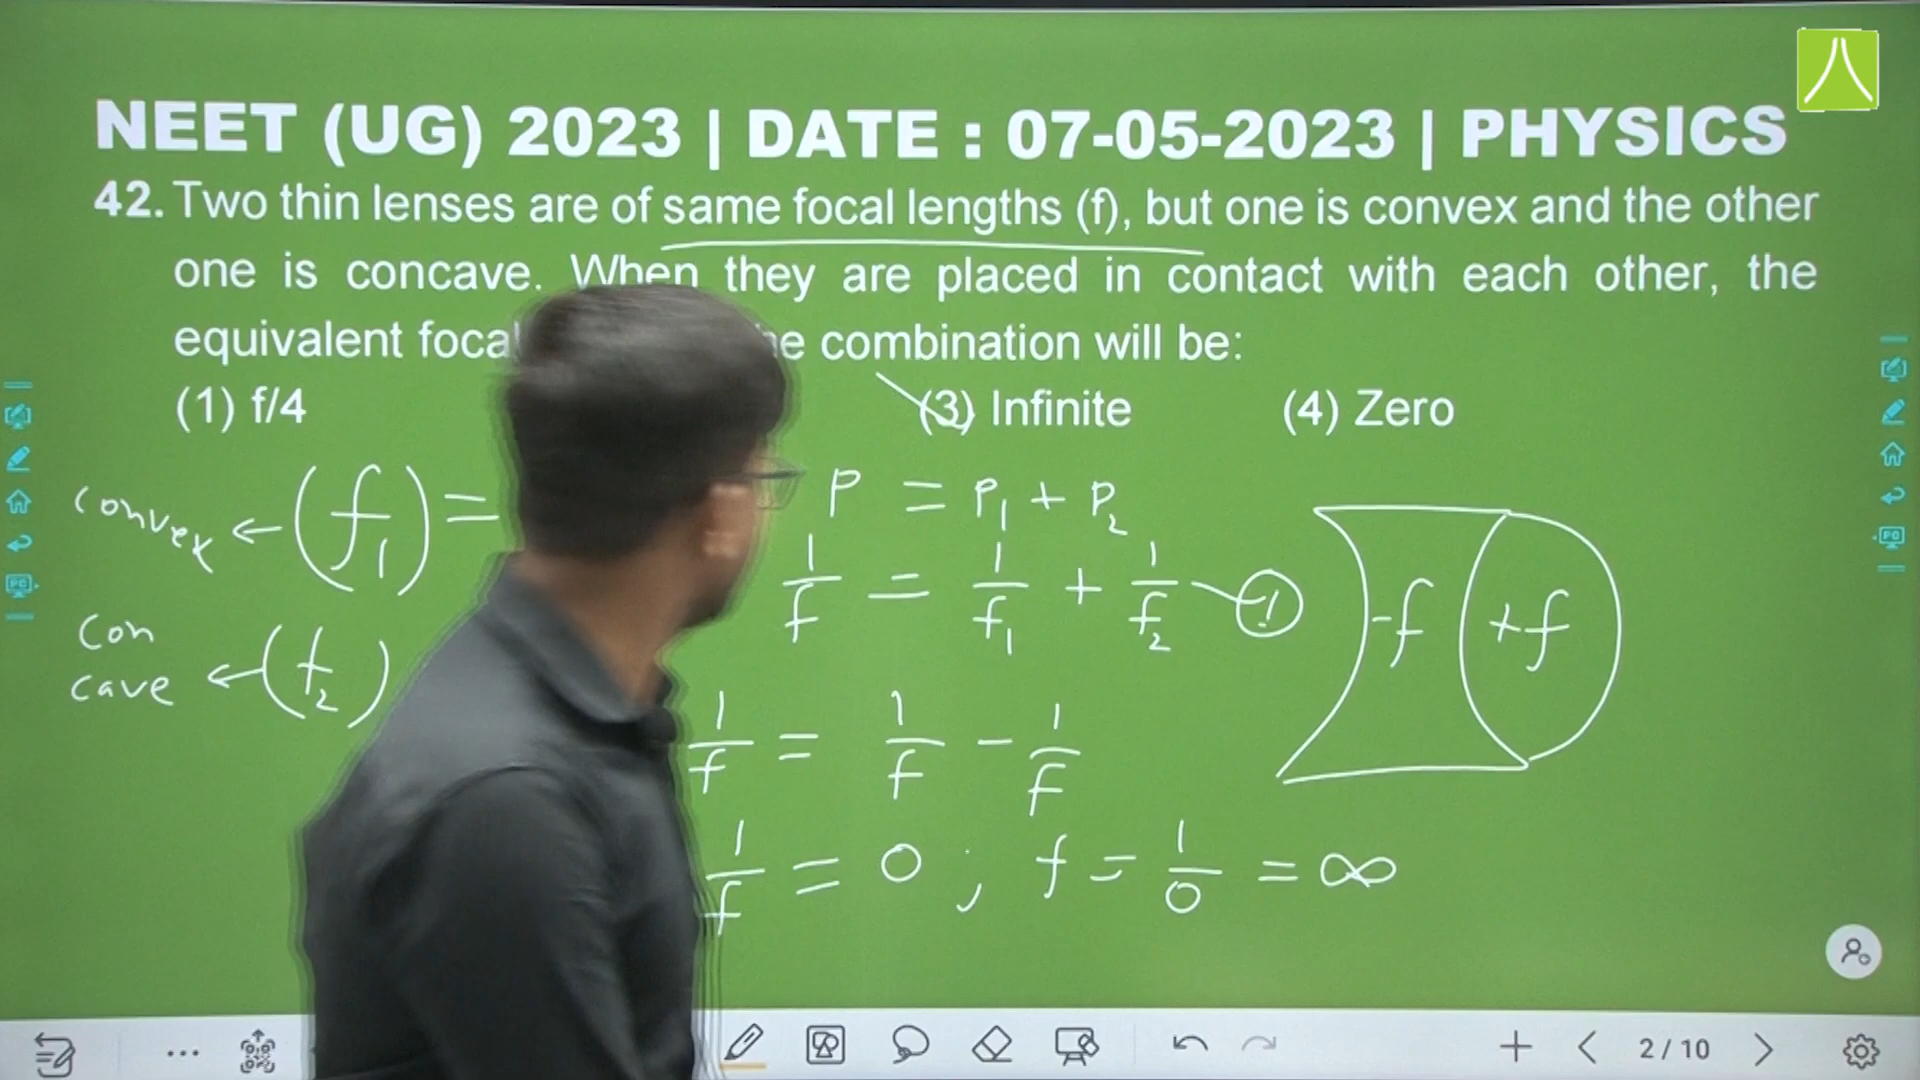 NEET (UG) 2023 | DATE : 07-05-2023 | PHYSICS
42. Two thin lenses are of same focal lengths (f), but one is convex and the other
one is concave. When they are placed in contact with each other, the
equivalent focal combination will be:
(1) f/4 (3) Infinite (4) Zero
convex ← (f₁) =
P = P₁ + P₂
1/f = 1/f₁ + 1/f₂ — ①
-f +f
Con
cave ← (f₂)
1/f = 1/f - 1/f
1/f = 0 ; f = 1/0 = ∞
2 / 10